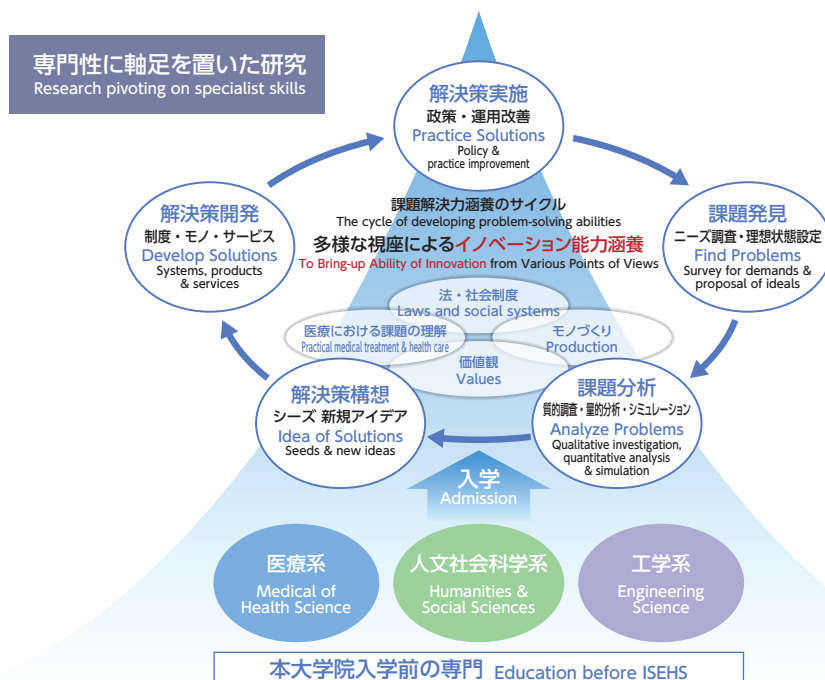 専門性に軸足を置いた研究
Research pivoting on specialist skills
解決策実施
政策・運用改善
Practice Solutions
Policy &
practice improvement
解決策開発
制度・モノ・サービス
Develop Solutions
Systems, products
& services
課題解決力涵養のサイクル
The cycle of developing problem-solving abilities
多様な視座によるイノベーション能力涵養
To Bring-up Ability of Innovation from Various Points of Views
課題発見
ニーズ調査・理想状態設定
Find Problems
Survey for demands &
proposal of ideals
法・社会制度
Laws and social systems
医療における課題の理解
Practical medical treatment & health care
モノづくり
Production
価値観
Values
解決策構想
シーズ 新規アイデア
Idea of Solutions
Seeds & new ideas
課題分析
質的調査・量的分析・シミュレーション
Analyze Problems
Qualitative investigation,
quantitative analysis
& simulation
入学
Admission
医療系
Medical of
Health Science
人文社会科学系
Humanities &
Social Sciences
工学系
Engineering
Science
本大学院入学前の専門 Education before ISEHS